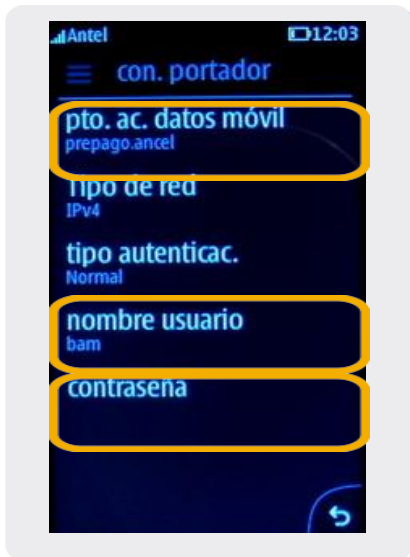 Antel 12:03
con. portador
pto. ac. datos móvil
prepago.ancel
Tipo de red
IPv4
tipo autenticac.
Normal
nombre usuario
bam
contraseña